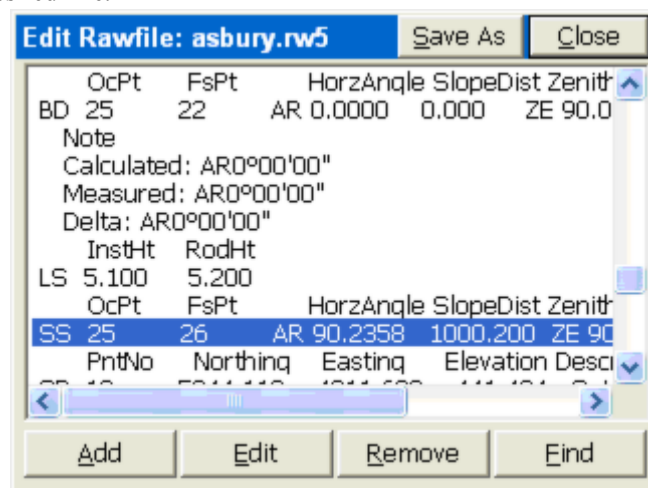 Edit Rawfile: asbury.rw5 Save As Close
OcPt FsPt HorzAngle SlopeDist Zenith
BD 25 22 AR 0.0000 0.000 ZE 90.0
Note
Calculated: AR0°00'00"
Measured: AR0°00'00"
Delta: AR0°00'00"
InstHt RodHt
LS 5.100 5.200
OcPt FsPt HorzAngle SlopeDist Zenith
SS 25 26 AR 90.2358 1000.200 ZE 90
PntNo Northing Easting Elevation Descr
Add Edit Remove Find